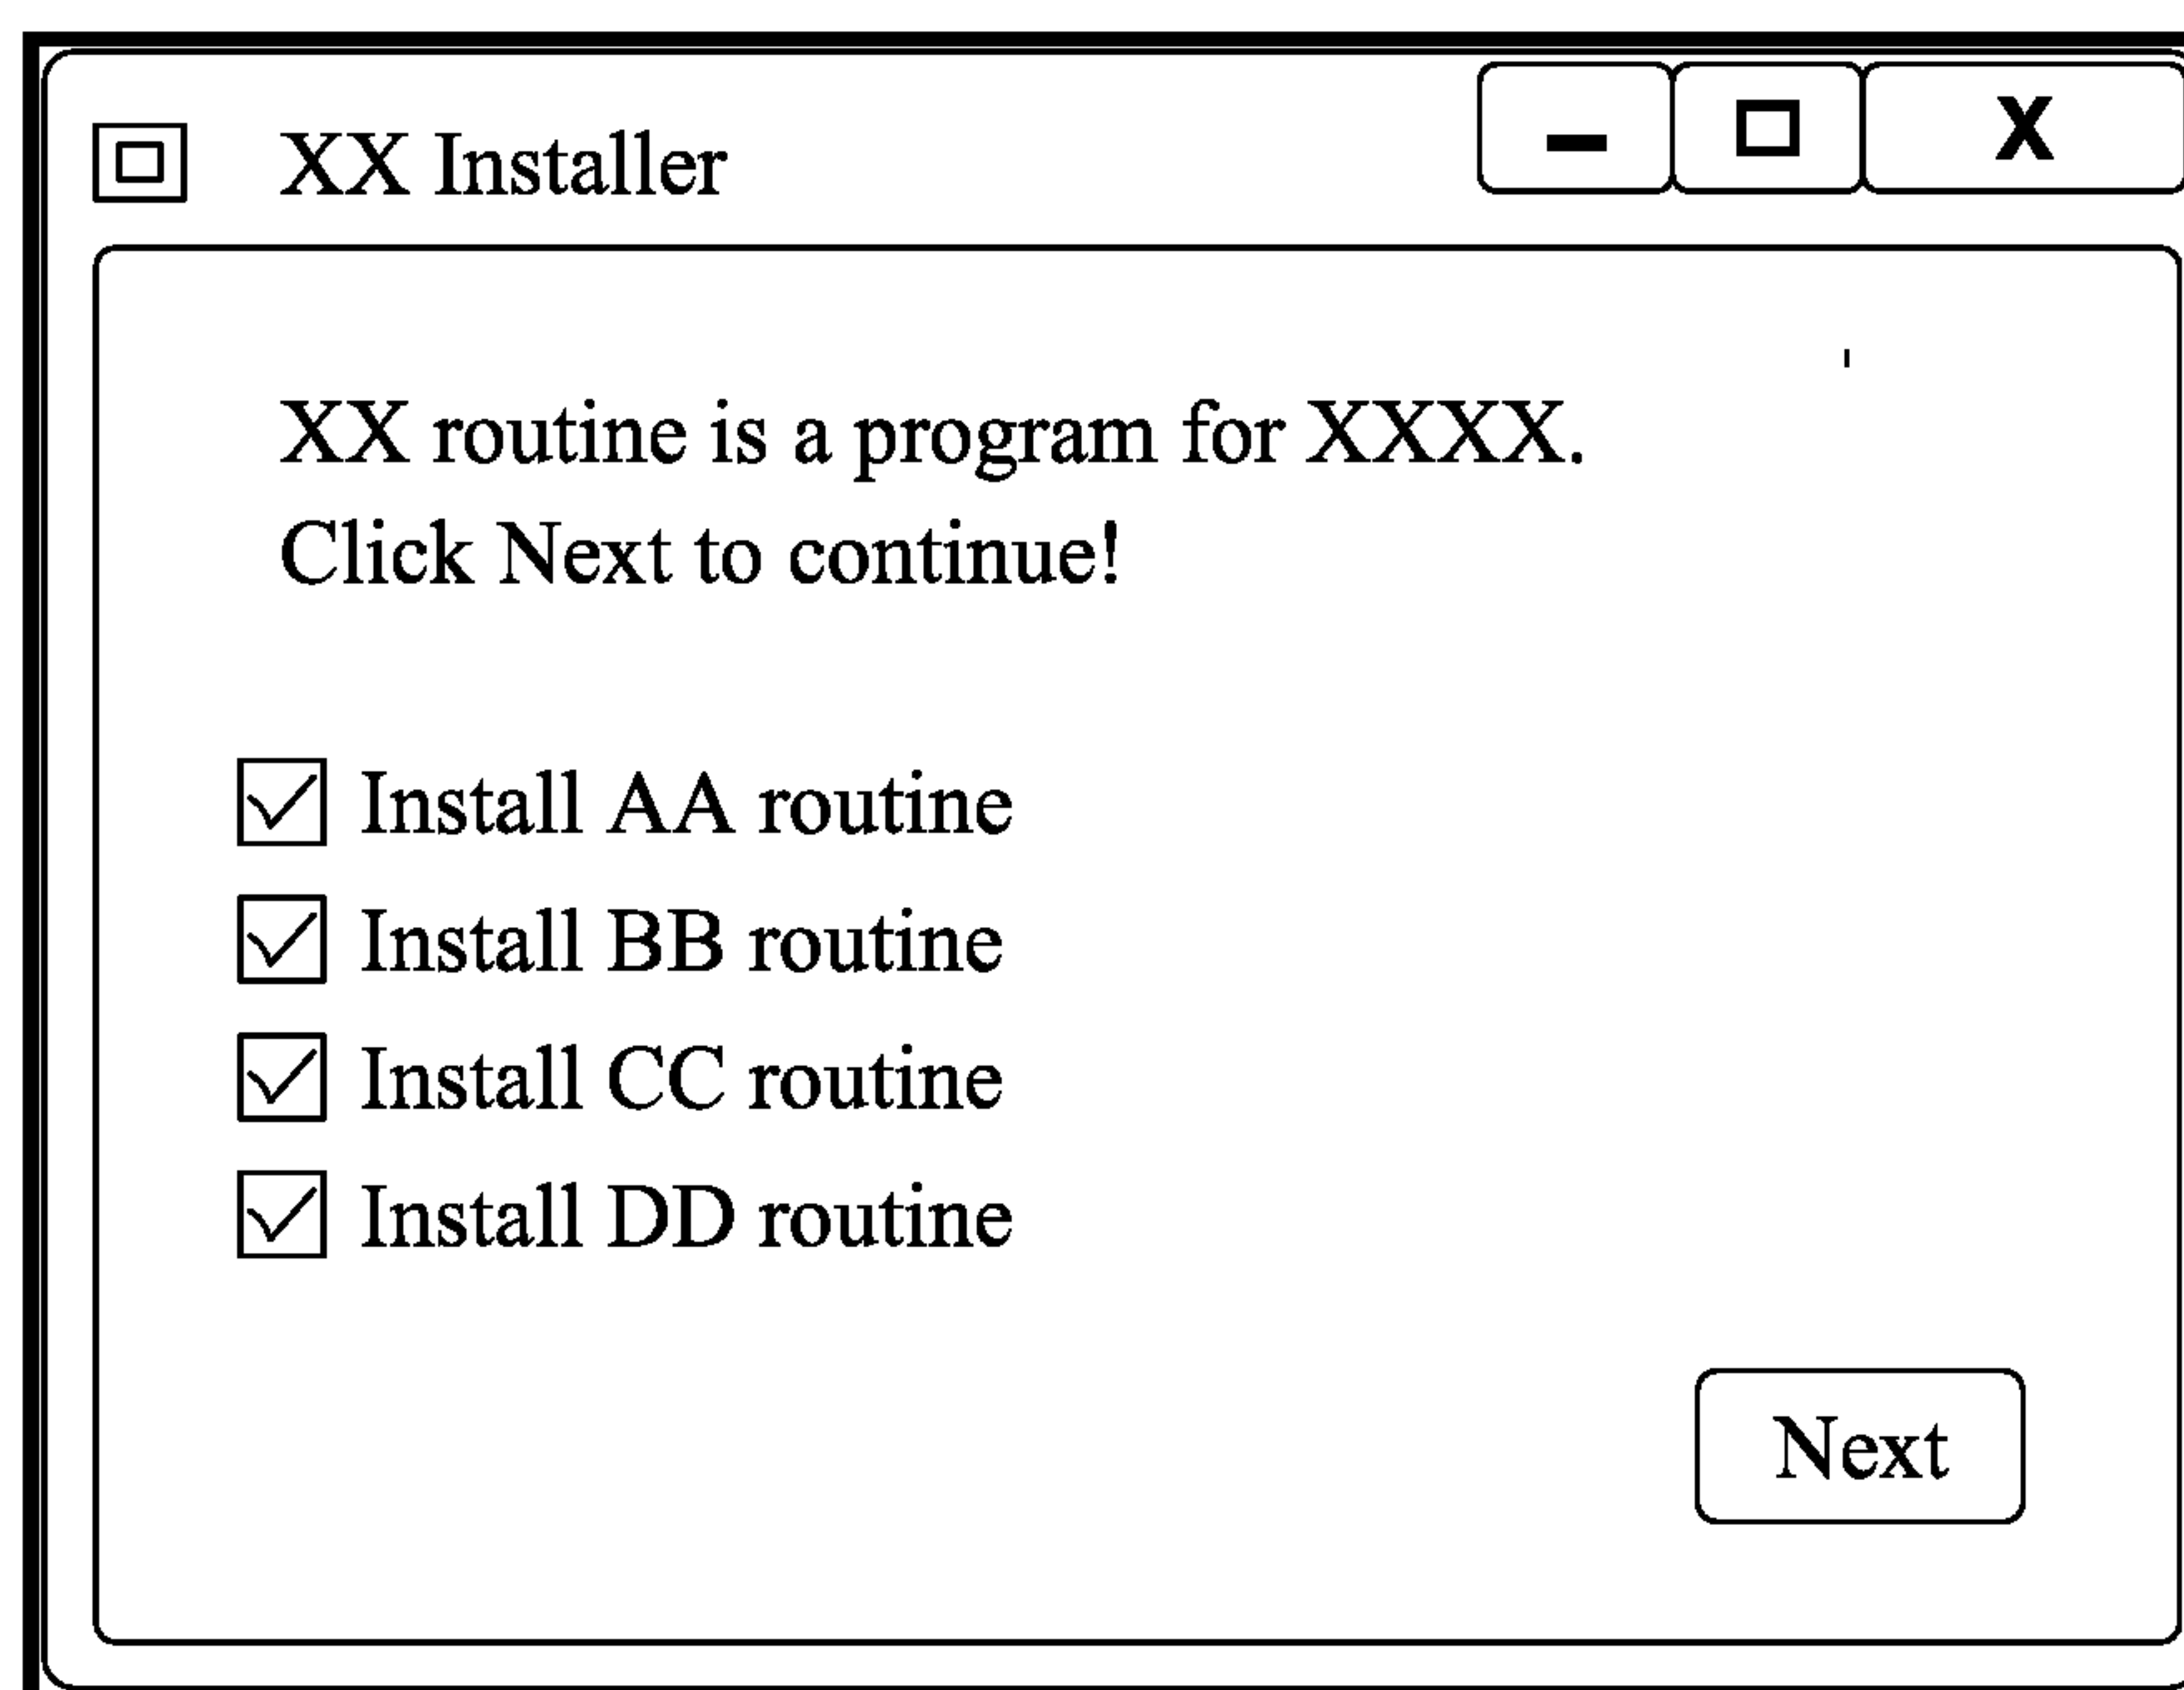 XX Installer
X
XX routine is a program for XXXX.
Click Next to continue!
Install AA routine
Install BB routine
Install CC routine
Install DD routine
Next